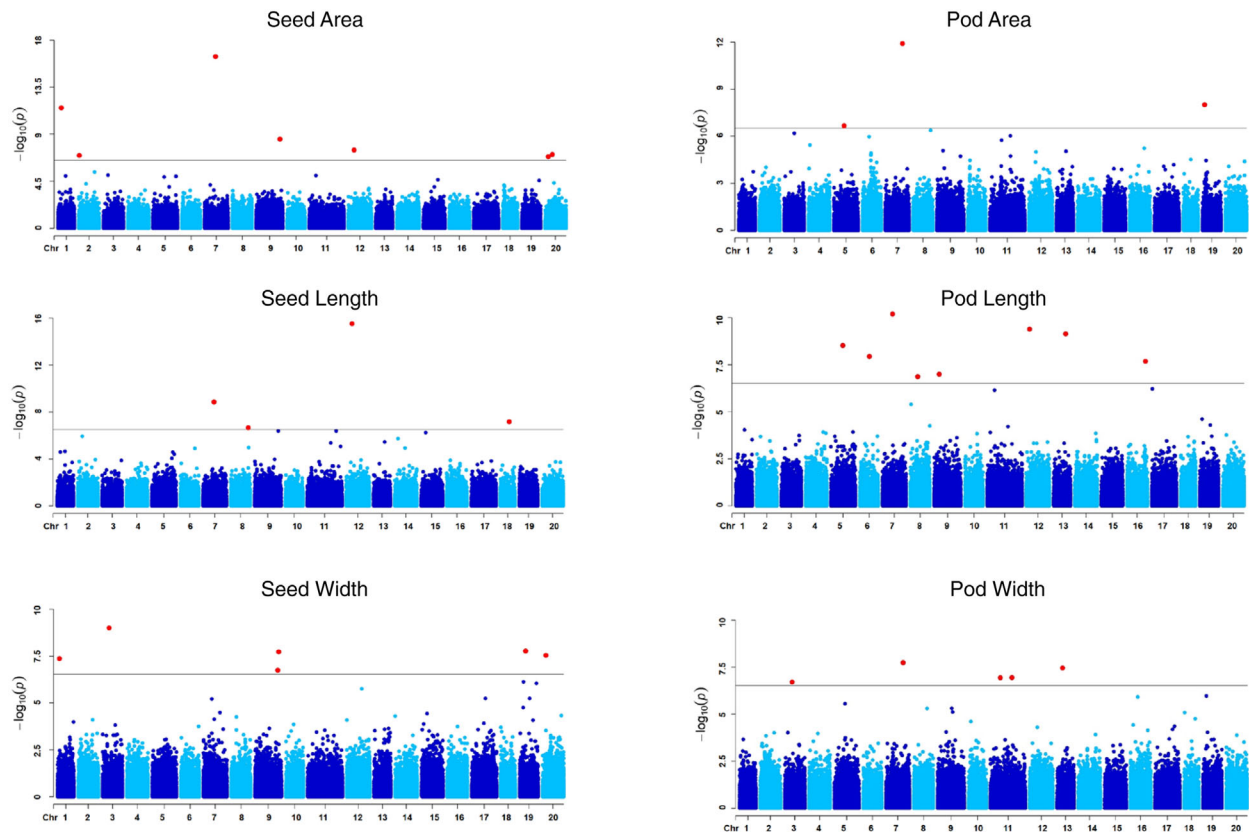 Seed Area
−log10(p)
18
13.5
9
4.5
0
Chr 1 2 3 4 5 6 7 8 9 10 11 12 13 14 15 16 17 18 19 20
Pod Area
−log10(p)
12
9
6
3
0
Chr 1 2 3 4 5 6 7 8 9 10 11 12 13 14 15 16 17 18 19 20
Seed Length
−log10(p)
16
12
8
4
0
Chr 1 2 3 4 5 6 7 8 9 10 11 12 13 14 15 16 17 18 19 20
Pod Length
−log10(p)
10
7.5
5
2.5
0
Chr 1 2 3 4 5 6 7 8 9 10 11 12 13 14 15 16 17 18 19 20
Seed Width
−log10(p)
10
7.5
5
2.5
0
Chr 1 2 3 4 5 6 7 8 9 10 11 12 13 14 15 16 17 18 19 20
Pod Width
−log10(p)
10
7.5
5
2.5
0
Chr 1 2 3 4 5 6 7 8 9 10 11 12 13 14 15 16 17 18 19 20